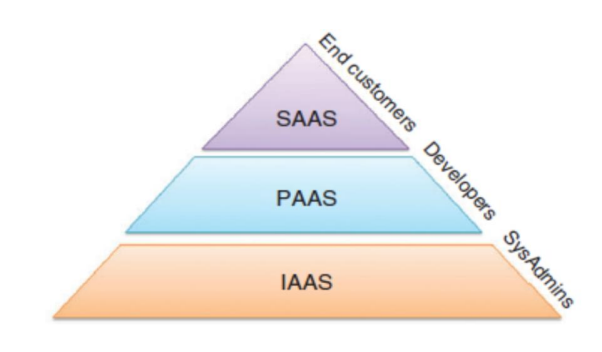 End customers
SAAS
Developers
PAAS
SysAdmins
IAAS